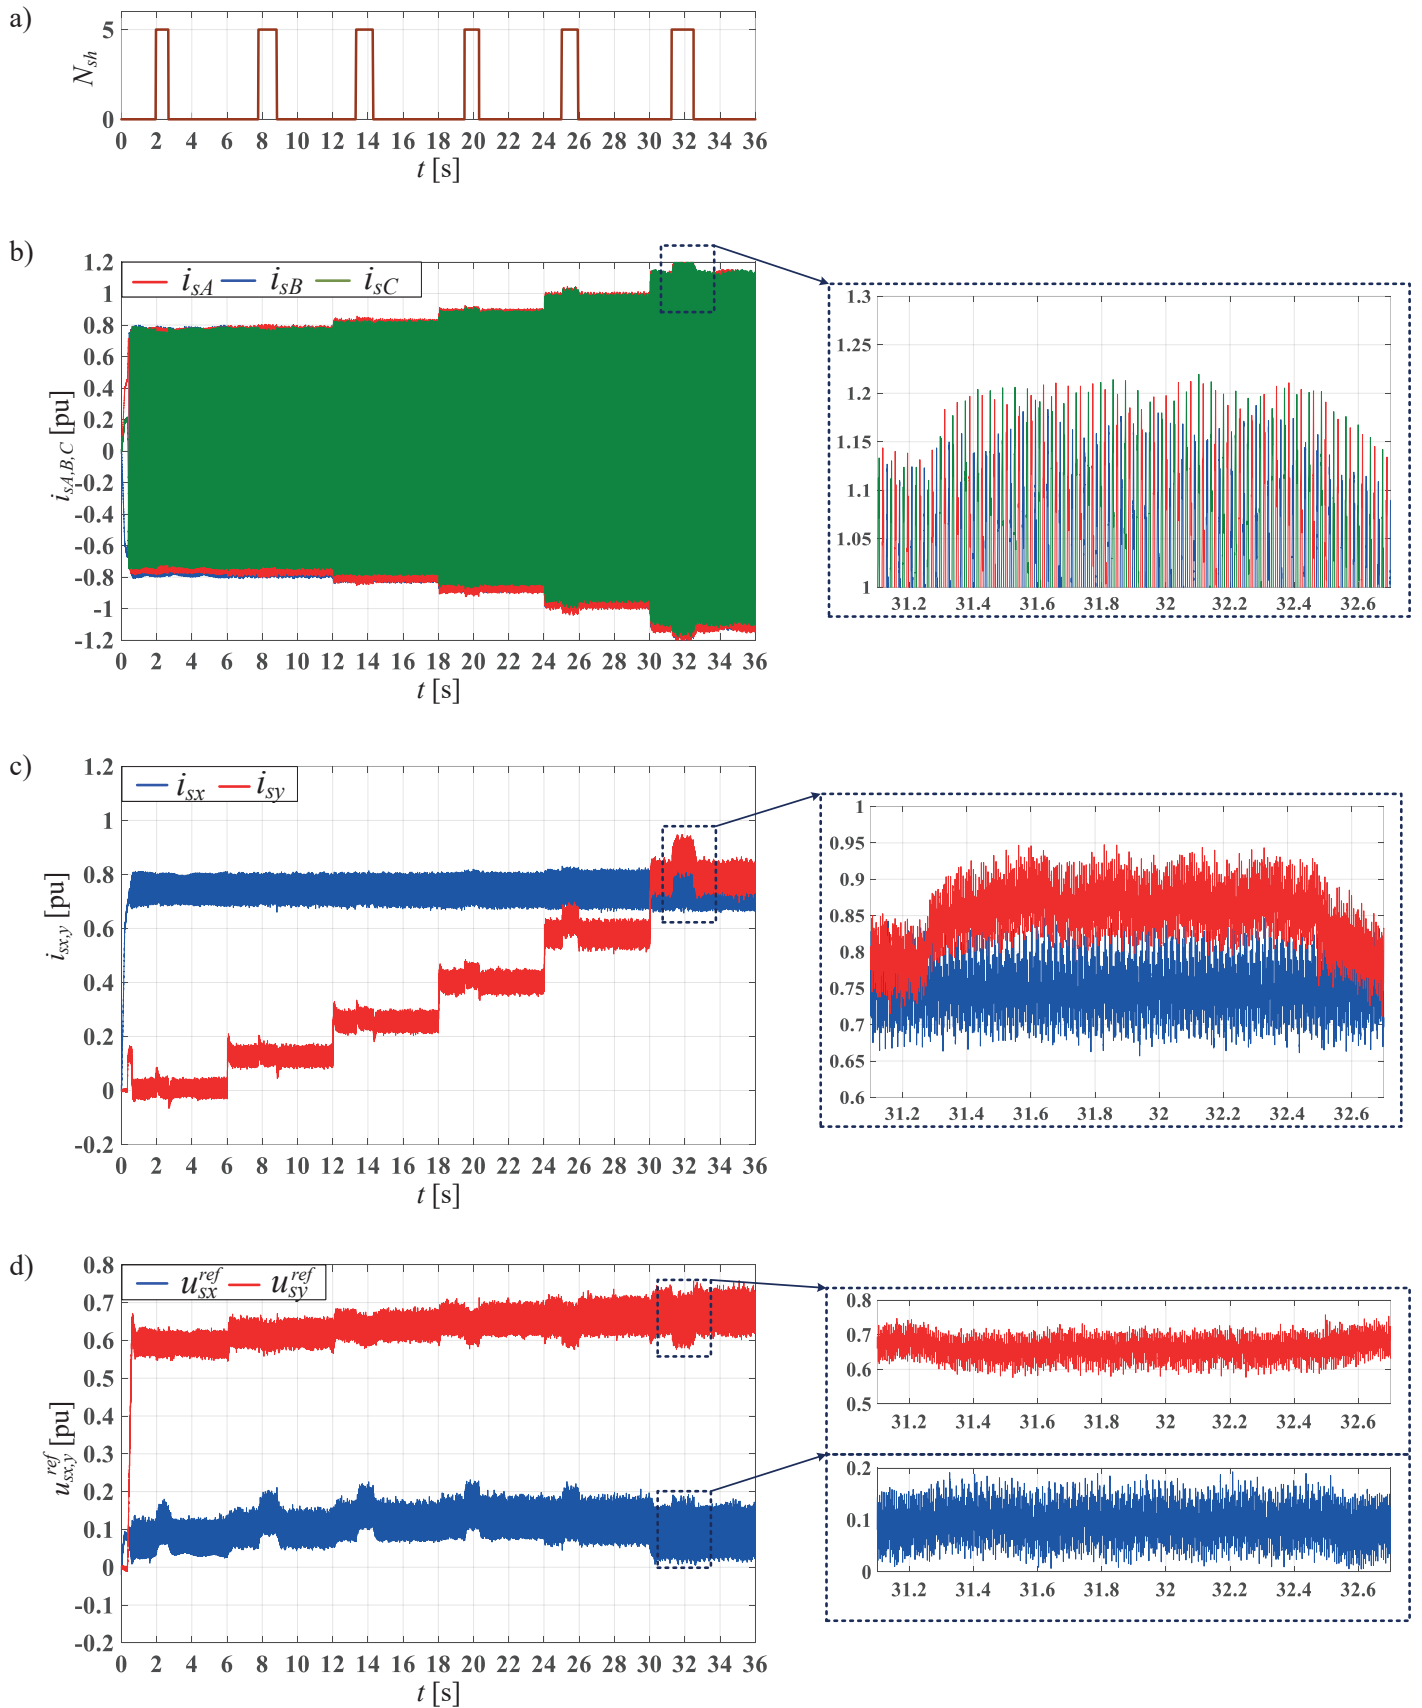 a)
5
0
N_sh
0 2 4 6 8 10 12 14 16 18 20 22 24 26 28 30 32 34 36
t [s]
b)
i_sA i_sB i_sC
1.2
1
0.8
0.6
0.4
0.2
0
-0.2
-0.4
-0.6
-0.8
-1
-1.2
i_sA,B,C [pu]
0 2 4 6 8 10 12 14 16 18 20 22 24 26 28 30 32 34 36
t [s]
1.3
1.25
1.2
1.15
1.1
1.05
1
31.2 31.4 31.6 31.8 32 32.2 32.4 32.6
c)
i_sx i_sy
1.2
1
0.8
0.6
0.4
0.2
0
-0.2
i_sx,y [pu]
0 2 4 6 8 10 12 14 16 18 20 22 24 26 28 30 32 34 36
t [s]
1
0.95
0.9
0.85
0.8
0.75
0.7
0.65
0.6
31.2 31.4 31.6 31.8 32 32.2 32.4 32.6
d)
u_sx^ref u_sy^ref
0.8
0.7
0.6
0.5
0.4
0.3
0.2
0.1
0
-0.1
-0.2
u_sx,y^ref [pu]
0 2 4 6 8 10 12 14 16 18 20 22 24 26 28 30 32 34 36
t [s]
0.8
0.7
0.6
0.5
31.2 31.4 31.6 31.8 32 32.2 32.4 32.6
0.2
0.1
0
31.2 31.4 31.6 31.8 32 32.2 32.4 32.6